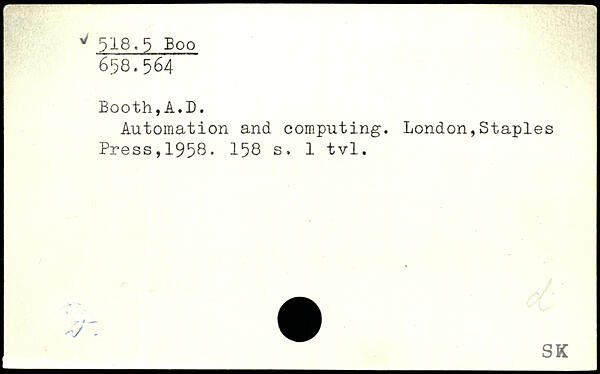 518.5 Boo
658.564
Booth,A.D.
Automation and computing. London,Staples
Press,1958. 158 s. 1 tvl.
d
SK